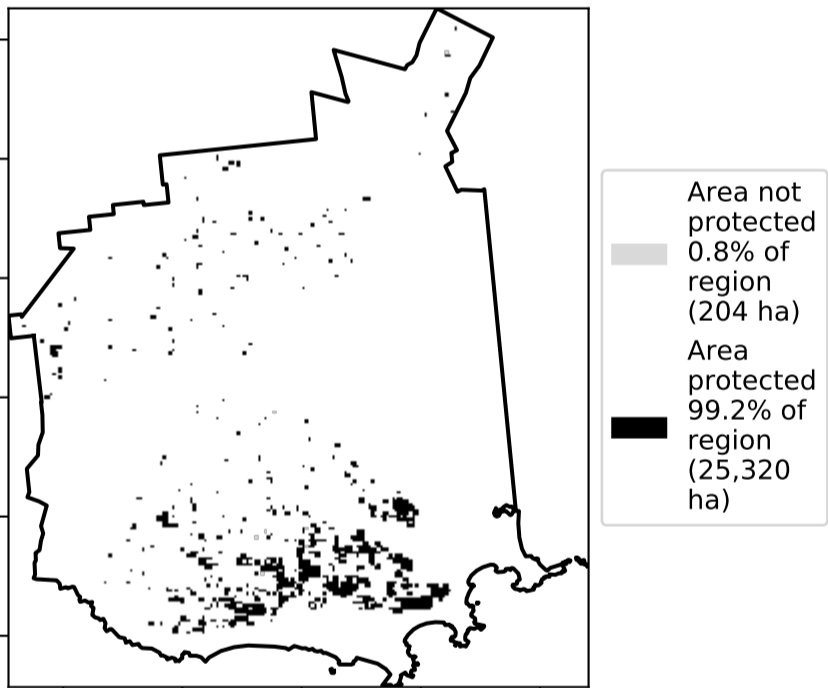 Area not
protected
0.8% of
region
(204 ha)
Area
protected
99.2% of
region
(25,320
ha)